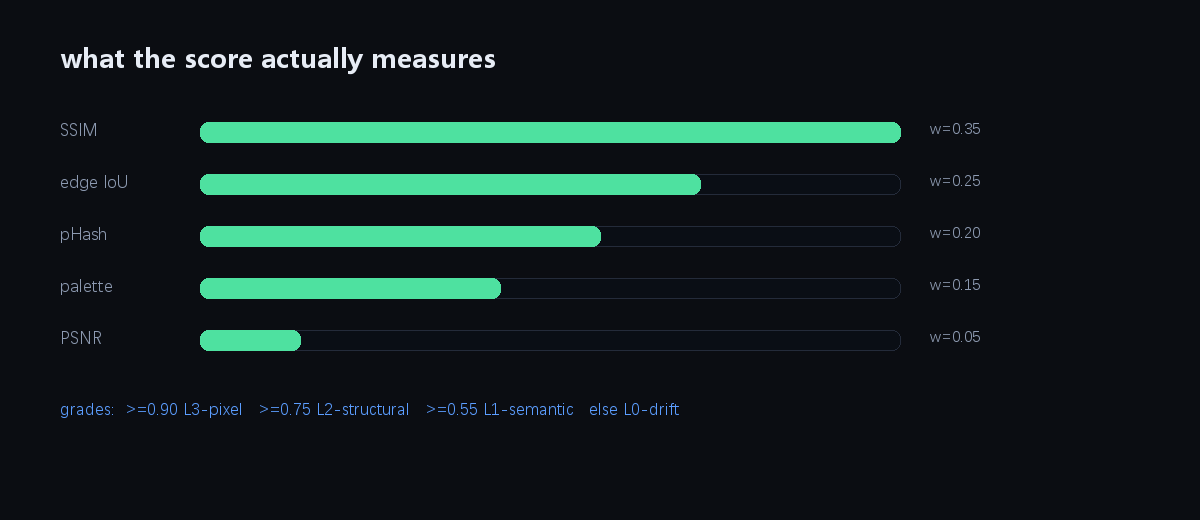 what the score actually measures
SSIM w=0.35
edge IoU w=0.25
pHash w=0.20
palette w=0.15
PSNR w=0.05
grades: >=0.90 L3-pixel >=0.75 L2-structural >=0.55 L1-semantic else L0-drift